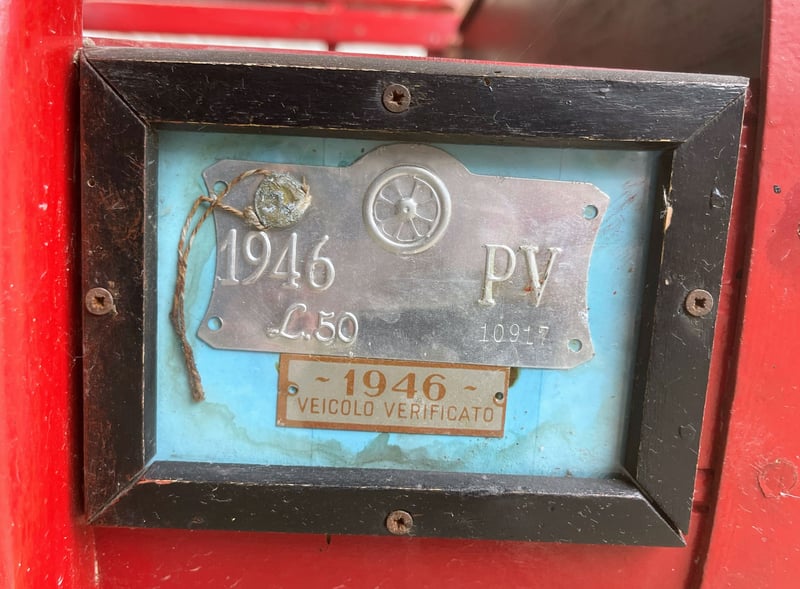 1946 PV
L.50 10917
- 1946 -
VEICOLO VERIFICATO